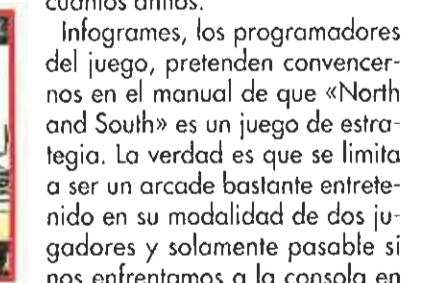 cuantos años.
Infogrames, los programadores
del juego, pretenden convencer-
nos en el manual de que «North
and South» es un juego de estra-
tegia. La verdad es que se limita
a ser un arcade bastante entrete-
nido en su modalidad de dos ju-
gadores y solamente pasable si
nos enfrentamos a la consola en